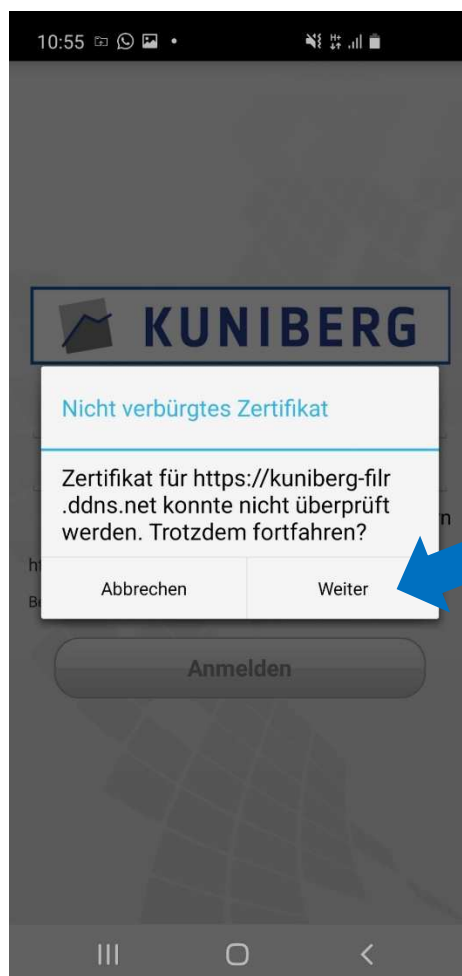 10:55
H+
KUNIBERG
Nicht verbürgtes Zertifikat
Zertifikat für https://kuniberg-filr
.ddns.net konnte nicht überprüft
werden. Trotzdem fortfahren?
Abbrechen Weiter
Anmelden